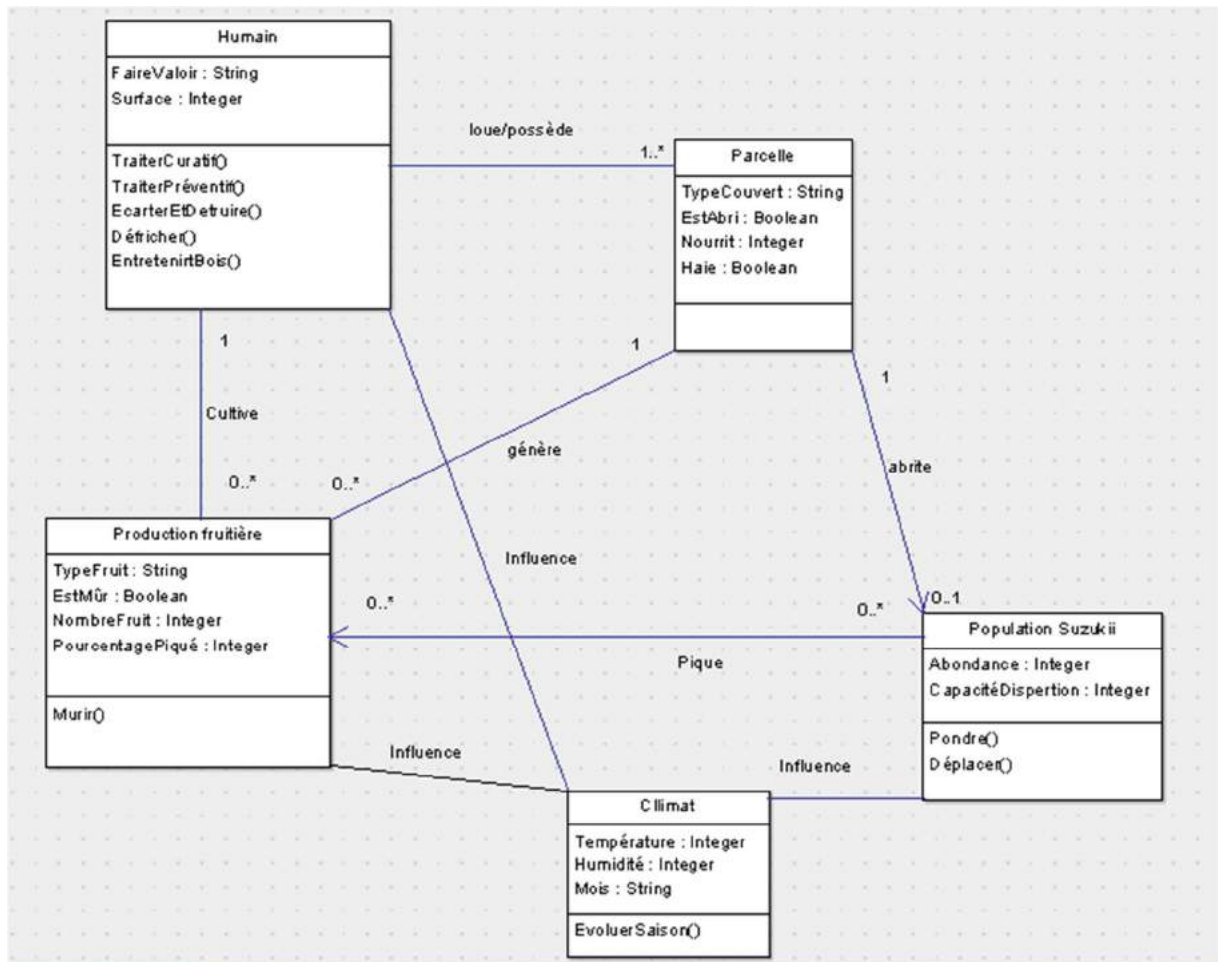 Humain
FaireValoir : String
Surface : Integer
TraiterCuratif()
TraiterPréventif()
EcarterEtDetruire()
Défricher()
EntretenirtBois()
loue/possède
1..*
Parcelle
TypeCouvert : String
EstAbri : Boolean
Nourrit : Integer
Haie : Boolean
1
Cultive
0..*
1
génère
0..*
1
abrite
0..1
Influence
Production fruitière
TypeFruit : String
EstMûr : Boolean
NombreFruit : Integer
PourcentagePiqué : Integer
Murir()
0..*
0..*
Pique
Population Suzukii
Abondance : Integer
CapacitéDispertion : Integer
Pondre()
Déplacer()
Influence
Influence
Cllimat
Température : Integer
Humidité : Integer
Mois : String
EvoluerSaison()